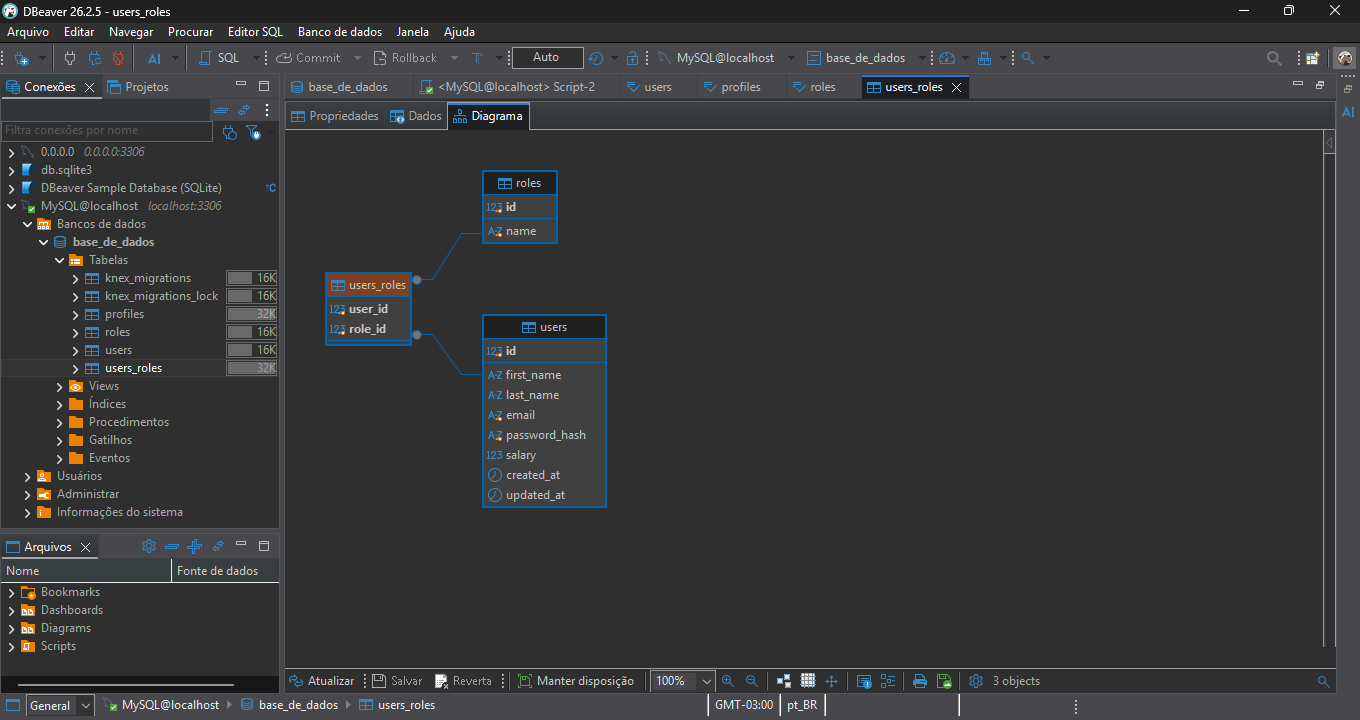 DBeaver 26.2.5 - users_roles
Arquivo Editar Navegar Procurar Editor SQL Banco de dados Janela Ajuda
AI SQL Commit Rollback T Auto MySQL@localhost base_de_dados
Conexões Projetos
base_de_dados <MySQL@localhost> Script-2 users profiles roles users_roles
Propriedades Dados Diagrama
AI
Filtra conexões por nome
0.0.0.0 0.0.0.0:3306
db.sqlite3
DBeaver Sample Database (SQLite)
MySQL@localhost localhost:3306
Bancos de dados
base_de_dados
Tabelas
knex_migrations 16K
knex_migrations_lock 16K
profiles 32K
roles 16K
users 16K
users_roles 32K
Views
Índices
Procedimentos
Gatilhos
Eventos
Usuários
Administrar
Informações do sistema
roles
123 id
A-Z name
users_roles
123 user_id
123 role_id
users
123 id
A-Z first_name
A-Z last_name
A-Z email
A-Z password_hash
123 salary
created_at
updated_at
Arquivos
Nome Fonte de dados
Bookmarks
Dashboards
Diagrams
Scripts
Atualizar Salvar Reverta Manter disposição 100% 3 objects
General MySQL@localhost base_de_dados users_roles GMT-03:00 pt_BR